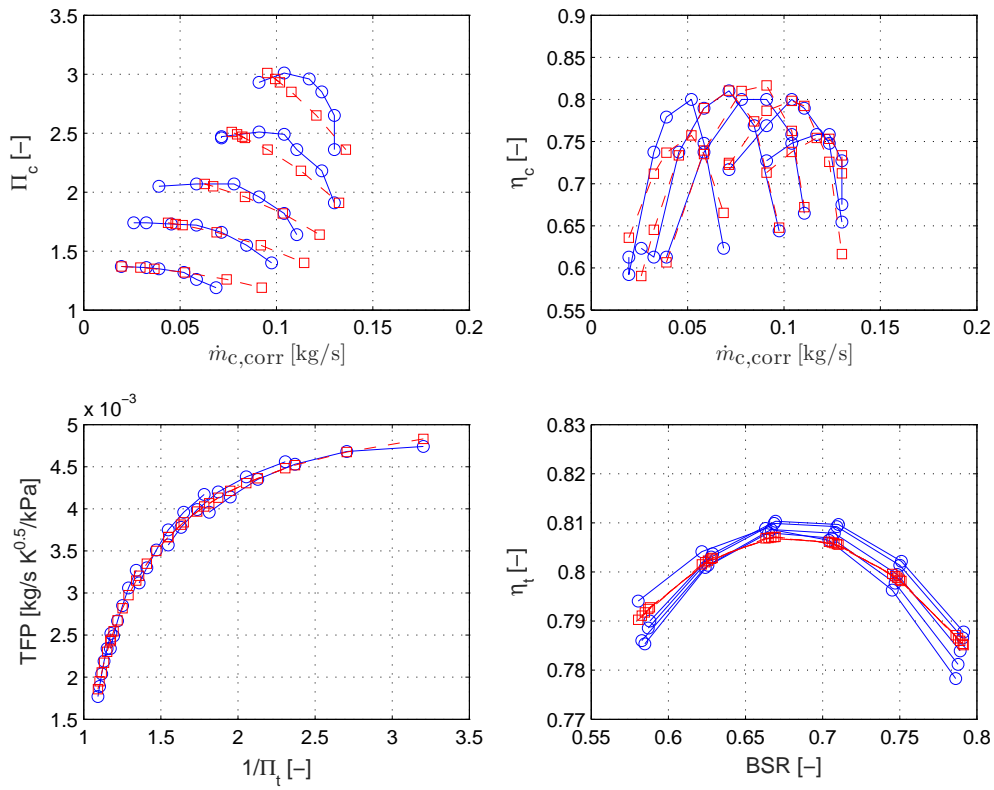 3.5
3
2.5
2
1.5
1
0 0.05 0.1 0.15 0.2
Π_c [–]
ṁ_c,corr [kg/s]
0.9
0.85
0.8
0.75
0.7
0.65
0.6
0.55
0 0.05 0.1 0.15 0.2
η_c [–]
ṁ_c,corr [kg/s]
x 10^−3
5
4.5
4
3.5
3
2.5
2
1.5
1 1.5 2 2.5 3 3.5
TFP [kg/s K^0.5/kPa]
1/Π_t [–]
0.83
0.82
0.81
0.8
0.79
0.78
0.77
0.55 0.6 0.65 0.7 0.75 0.8
η_t [–]
BSR [–]